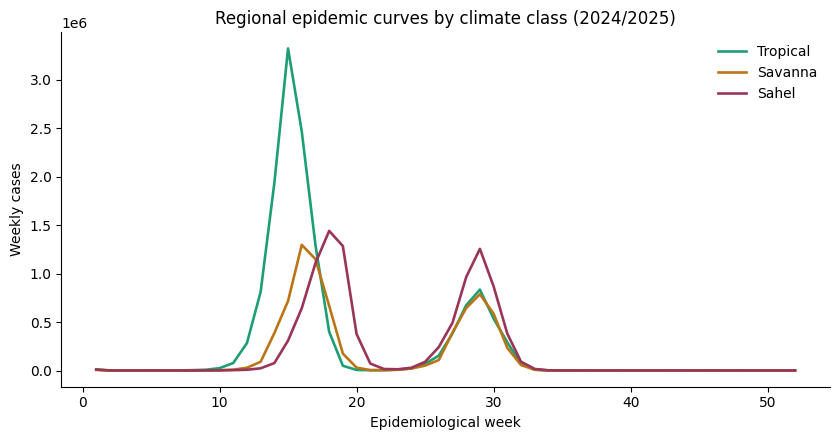 Regional epidemic curves by climate class (2024/2025)
1e6
Tropical
Savanna
Sahel
3.0
2.5
2.0
1.5
1.0
0.5
0.0
Weekly cases
0 10 20 30 40 50
Epidemiological week